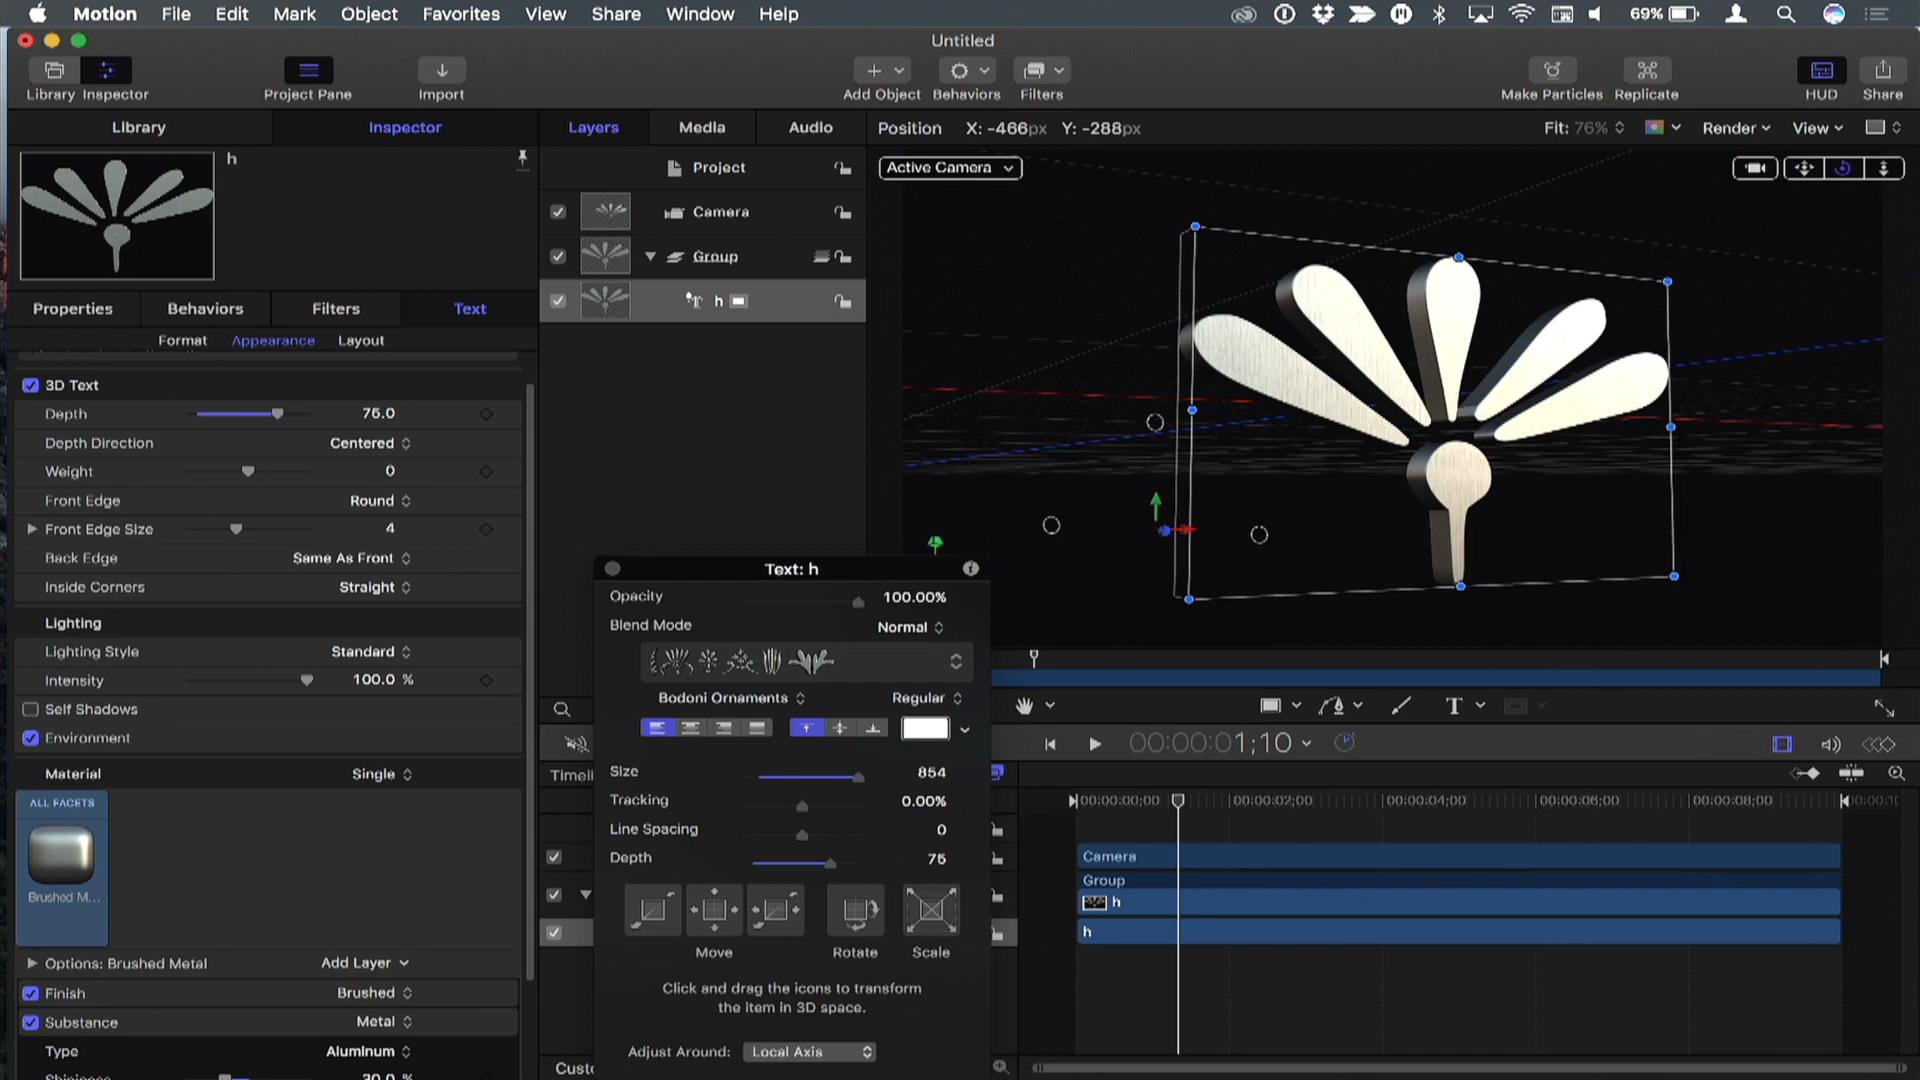 Motion File Edit Mark Object Favorites View Share Window Help 69%
Untitled
Library Inspector Project Pane Import Add Object Behaviors Filters Make Particles Replicate HUD Share
Library Inspector Layers Media Audio Position X: -466px Y: -288px Fit: 76% Render View
h
Project
Active Camera
Camera
Group
h
Properties Behaviors Filters Text
Format Appearance Layout
3D Text
Depth 75.0
Depth Direction Centered
Weight 0
Front Edge Round
Front Edge Size 4
Back Edge Same As Front
Inside Corners Straight
Lighting
Lighting Style Standard
Intensity 100.0 %
Self Shadows
Environment
Material Single
ALL FACETS
Brushed M...
Options: Brushed Metal Add Layer
Finish Brushed
Substance Metal
Type Aluminum
Shininess 30.0 %
Text: h
Opacity 100.00%
Blend Mode Normal
Bodoni Ornaments Regular
Size 854
Tracking 0.00%
Line Spacing 0
Depth 75
Move Rotate Scale
Click and drag the icons to transform
the item in 3D space.
Adjust Around: Local Axis
T
00:00:01;10
Timeli
00:00:00;00 00:00:02;00 00:00:04;00 00:00:06;00 00:00:08;00 00:00:10
Camera
Group
h
h
Custo